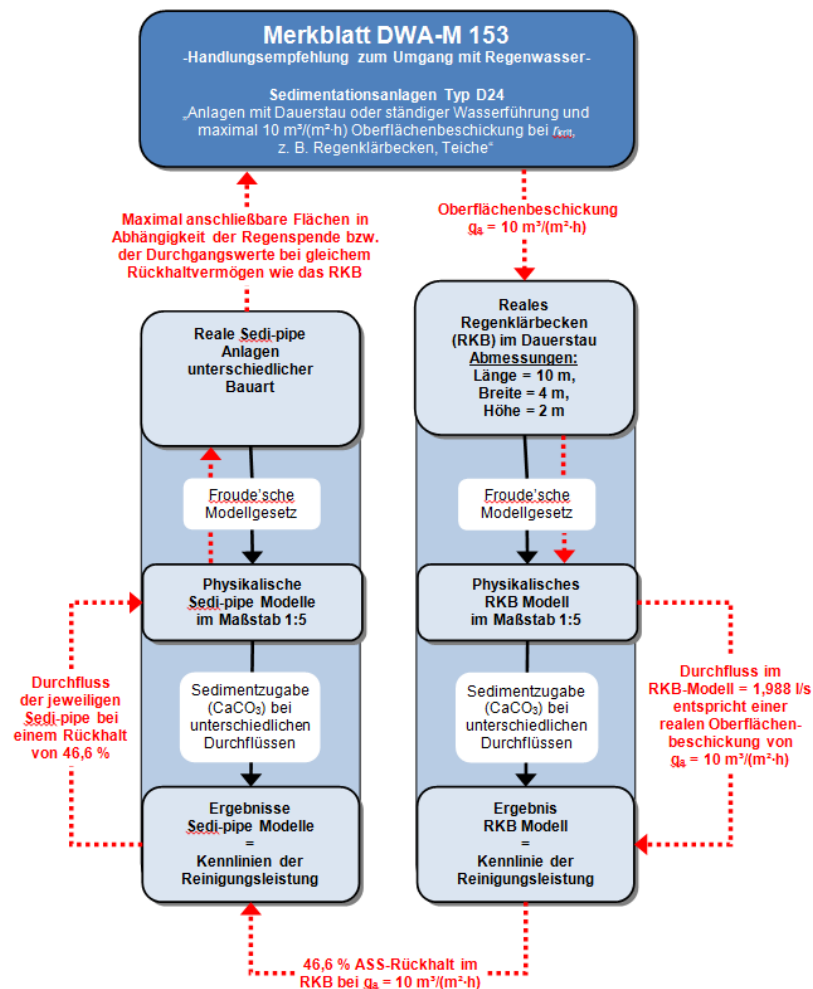 Merkblatt DWA-M 153
-Handlungsempfehlung zum Umgang mit Regenwasser-
Sedimentationsanlagen Typ D24
„Anlagen mit Dauerstau oder ständiger Wasserführung und
maximal 10 m³/(m²·h) Oberflächenbeschickung bei rkrit,
z. B. Regenklärbecken, Teiche“
Maximal anschließbare Flächen in
Abhängigkeit der Regenspende bzw.
der Durchgangswerte bei gleichem
Rückhaltvermögen wie das RKB
Oberflächenbeschickung
qa = 10 m³/(m²·h)
Reale Sedi-pipe
Anlagen
unterschiedlicher
Bauart
Reales
Regenklärbecken
(RKB) im Dauerstau
Abmessungen:
Länge = 10 m,
Breite = 4 m,
Höhe = 2 m
Froude’sche
Modellgesetz
Froude’sche
Modellgesetz
Physikalische
Sedi-pipe Modelle
im Maßstab 1:5
Physikalisches
RKB Modell
im Maßstab 1:5
Durchfluss
der jeweiligen
Sedi-pipe bei
einem Rückhalt
von 46,6 %
Sedimentzugabe
(CaCO₃) bei
unterschiedlichen
Durchflüssen
Sedimentzugabe
(CaCO₃) bei
unterschiedlichen
Durchflüssen
Durchfluss im
RKB-Modell = 1,988 l/s
entspricht einer
realen Oberflächen-
beschickung von
qa = 10 m³/(m²·h)
Ergebnisse
Sedi-pipe Modelle
=
Kennlinien der
Reinigungsleistung
Ergebnis
RKB Modell
=
Kennlinie der
Reinigungsleistung
46,6 % ASS-Rückhalt im
RKB bei qa = 10 m³/(m²·h)